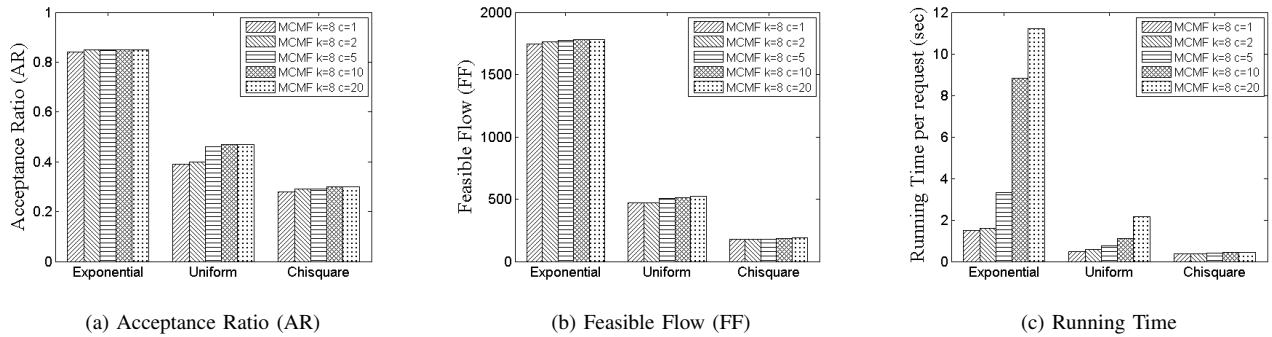 Acceptance Ratio (AR)
1
0.8
0.6
0.4
0.2
0
Exponential Uniform Chisquare
MCMF k=8 c=1
MCMF k=8 c=2
MCMF k=8 c=5
MCMF k=8 c=10
MCMF k=8 c=20
(a) Acceptance Ratio (AR)
Feasible Flow (FF)
2000
1500
1000
500
0
Exponential Uniform Chisquare
MCMF k=8 c=1
MCMF k=8 c=2
MCMF k=8 c=5
MCMF k=8 c=10
MCMF k=8 c=20
(b) Feasible Flow (FF)
Running Time per request (sec)
12
10
8
6
4
2
0
Exponential Uniform Chisquare
MCMF k=8 c=1
MCMF k=8 c=2
MCMF k=8 c=5
MCMF k=8 c=10
MCMF k=8 c=20
(c) Running Time